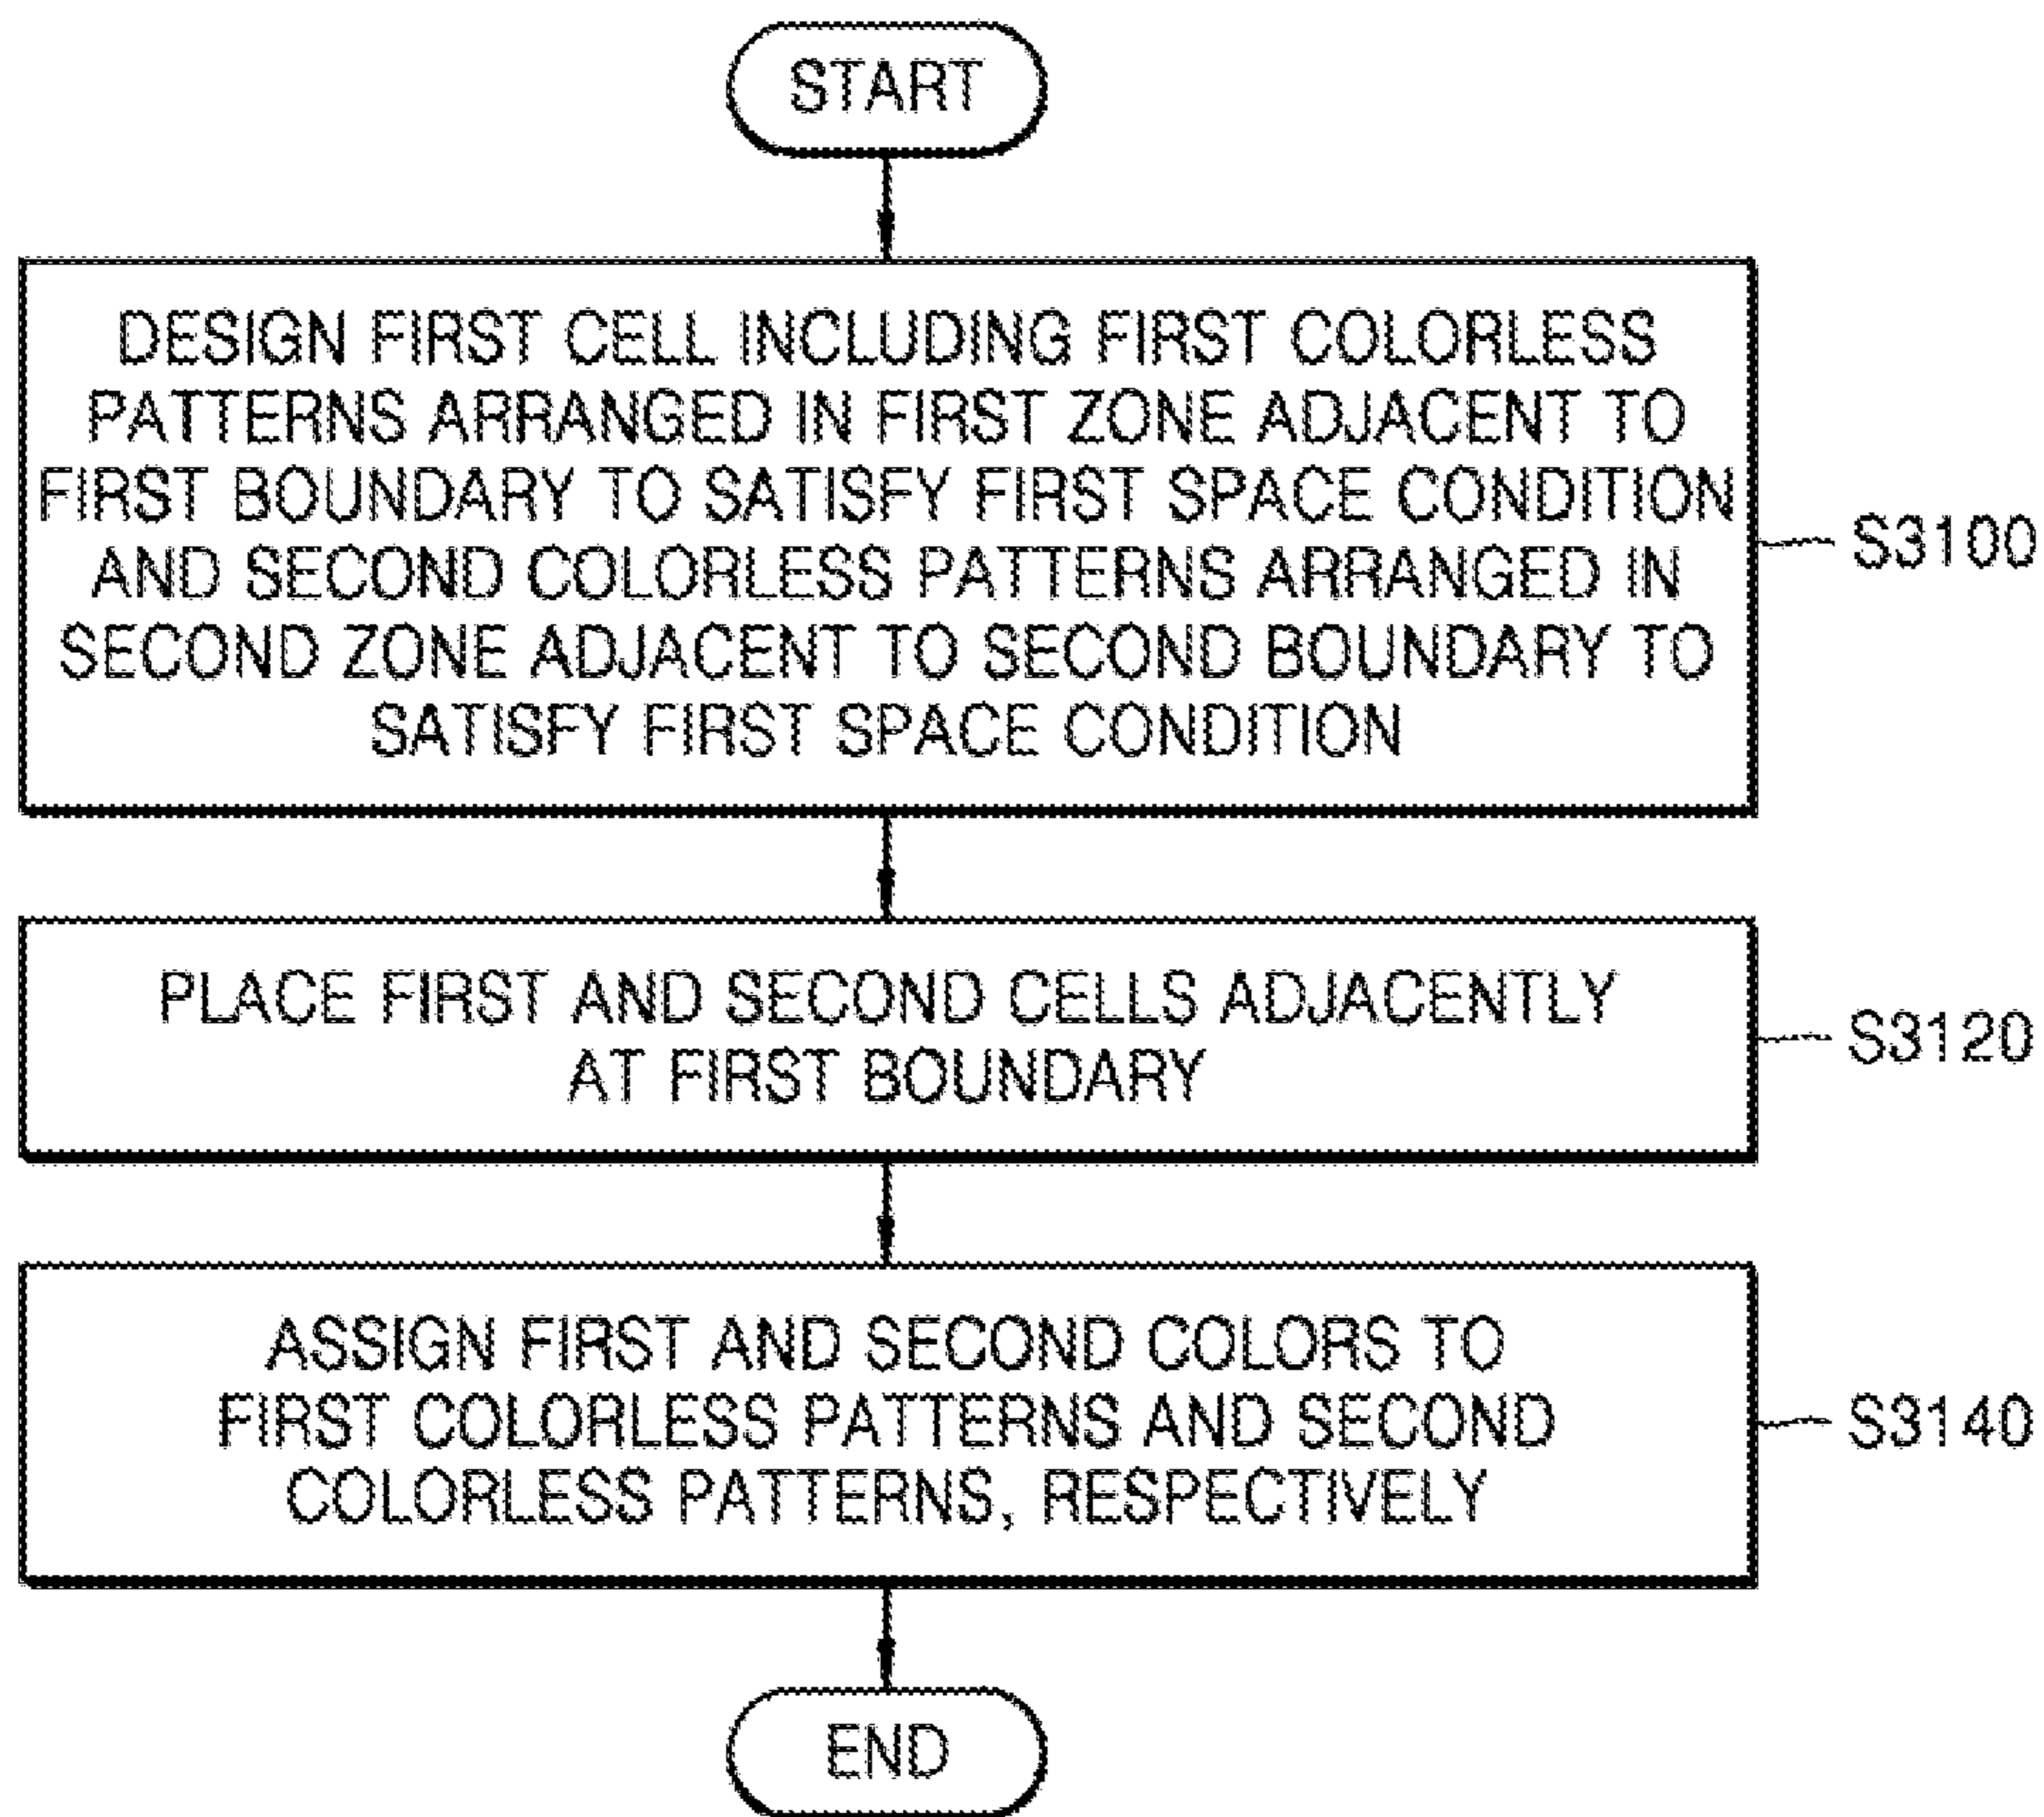 START
DESIGN FIRST CELL INCLUDING FIRST COLORLESS
PATTERNS ARRANGED IN FIRST ZONE ADJACENT TO
FIRST BOUNDARY TO SATISFY FIRST SPACE CONDITION
AND SECOND COLORLESS PATTERNS ARRANGED IN
SECOND ZONE ADJACENT TO SECOND BOUNDARY TO
SATISFY FIRST SPACE CONDITION
S3100
PLACE FIRST AND SECOND CELLS ADJACENTLY
AT FIRST BOUNDARY
S3120
ASSIGN FIRST AND SECOND COLORS TO
FIRST COLORLESS PATTERNS AND SECOND
COLORLESS PATTERNS, RESPECTIVELY
S3140
END